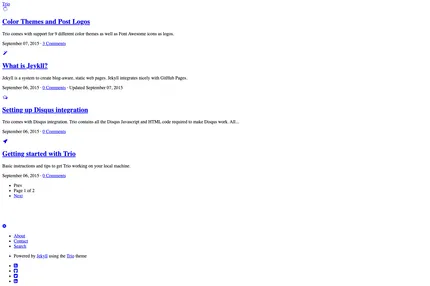 Trio
Color Themes and Post Logos
Trio comes with support for 9 different color themes as well as Font Awesome icons as logos.
September 07, 2015 · 3 Comments
What is Jeykll?
Jekyll is a system to create blog-aware, static web pages. Jekyll integrates nicely with GitHub Pages.
September 06, 2015 · 0 Comments · Updated September 07, 2015
Setting up Disqus integration
Trio comes with Disqus integration. Trio contains all the Disqus Javascript and HTML code required to make Disqus work. All...
September 06, 2015 · 0 Comments
Getting started with Trio
Basic instructions and tips to get Trio working on your local machine.
September 06, 2015 · 0 Comments
Prev
Page 1 of 2
Next
About
Contact
Search
Powered by Jekyll using the Trio theme